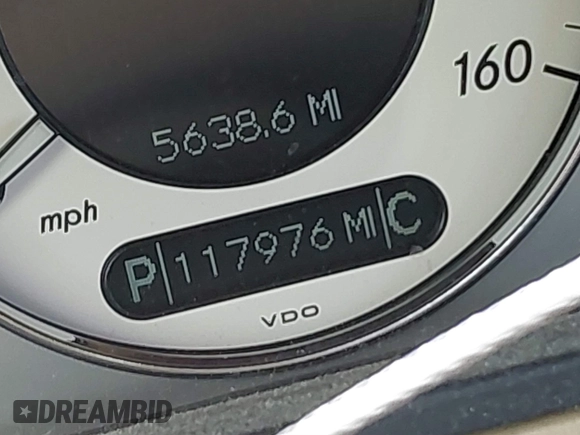 160
5638.6 MI
mph
P 117976 MI C
VDO
DREAMBID